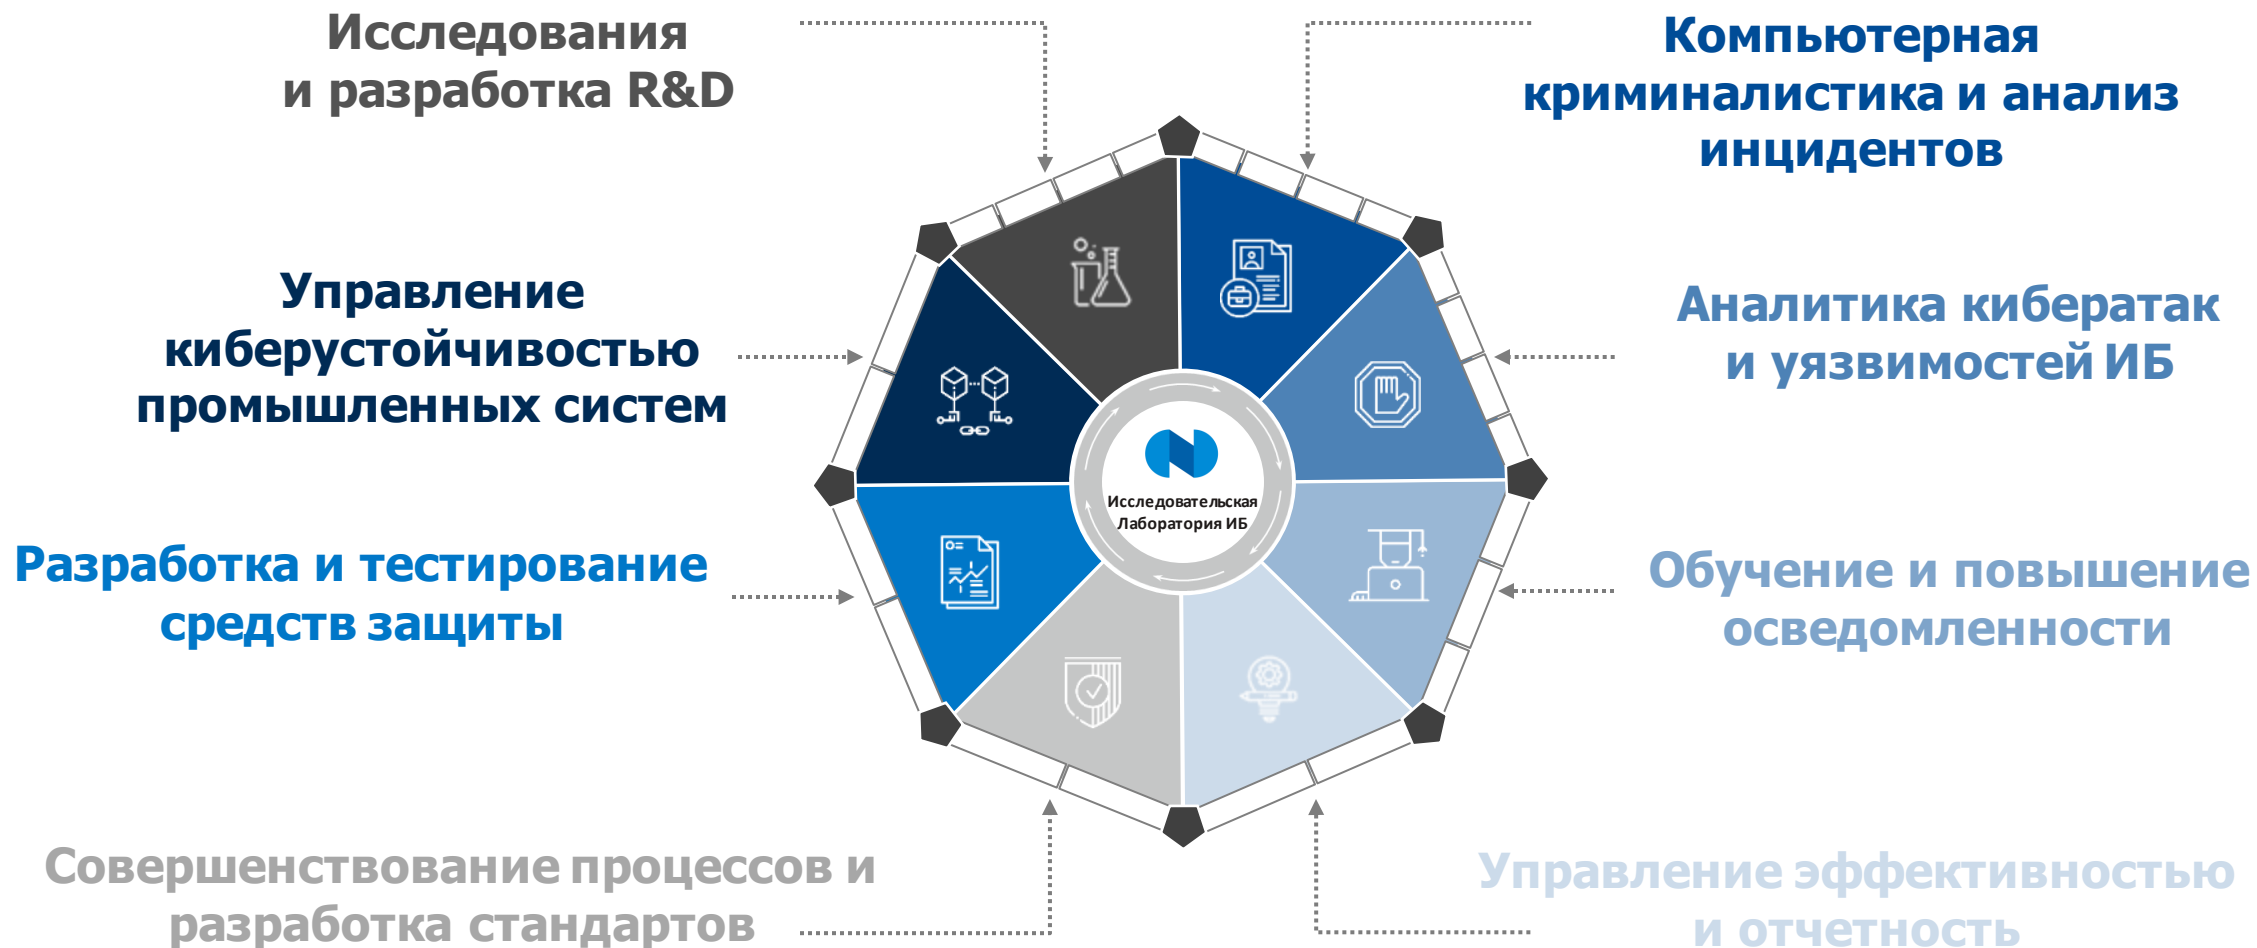 Исследования
и разработка R&D
Компьютерная
криминалистика и анализ
инцидентов
Управление
киберустойчивостью
промышленных систем
Аналитика кибератак
и уязвимостей ИБ
Исследовательская
Лаборатория ИБ
Разработка и тестирование
средств защиты
Обучение и повышение
осведомленности
Совершенствование процессов и
разработка стандартов
Управление эффективностью
и отчетность